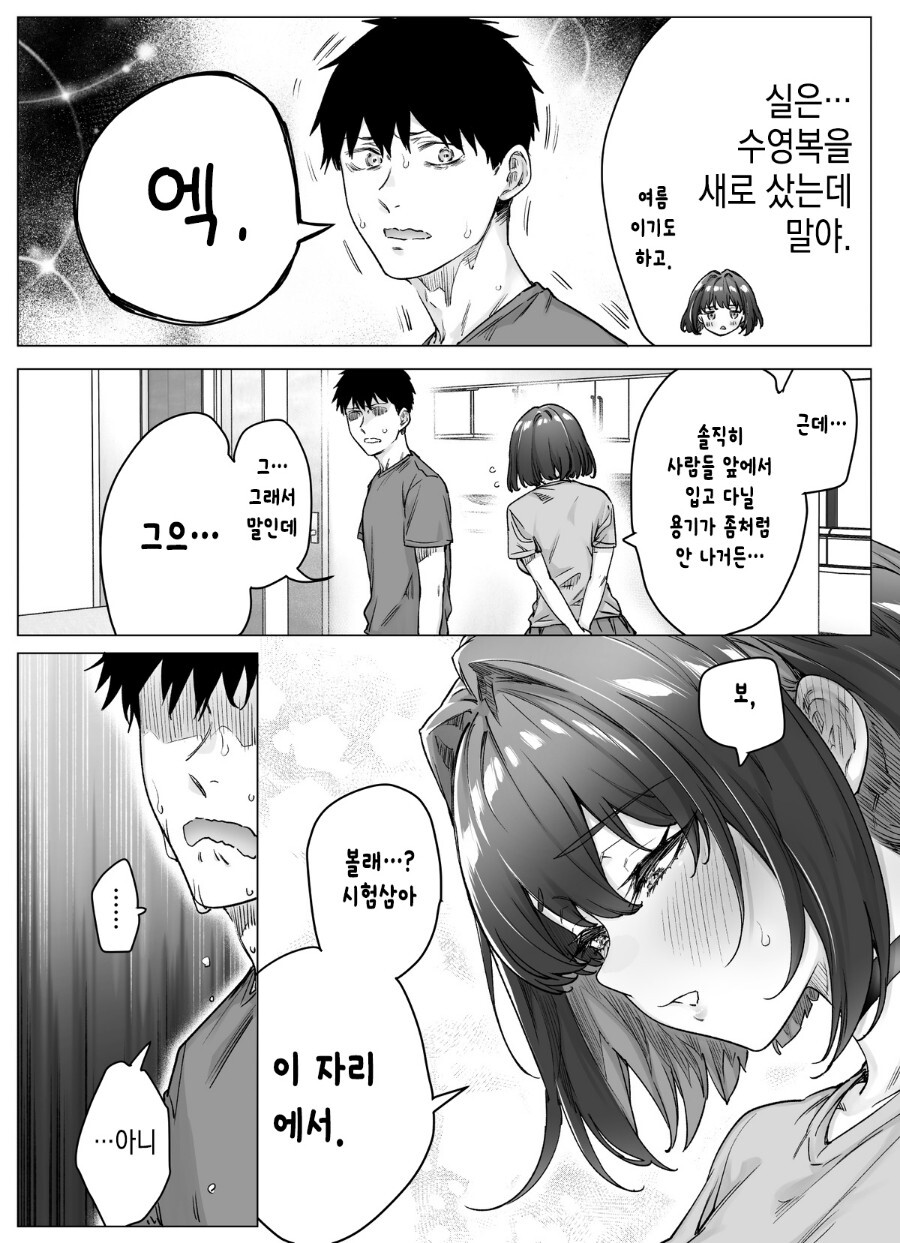 실은…
수영복을
새로 샀는데
말야.
여름
이기도
하고.
엑.
근데…
솔직히
사람들 앞에서
입고 다닐
용기가 좀처럼
안 나거든…
그…
그래서
말인데
그으…
보,
볼래…?
시험삼아
이 자리
에서.
……
…아니